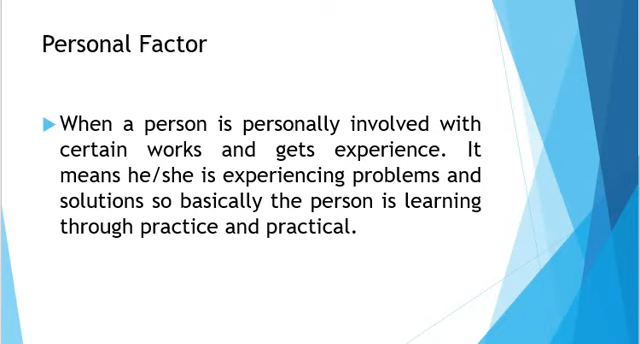 Personal Factor
When a person is personally involved with
certain works and gets experience. It
means he/she is experiencing problems and
solutions so basically the person is learning
through practice and practical.